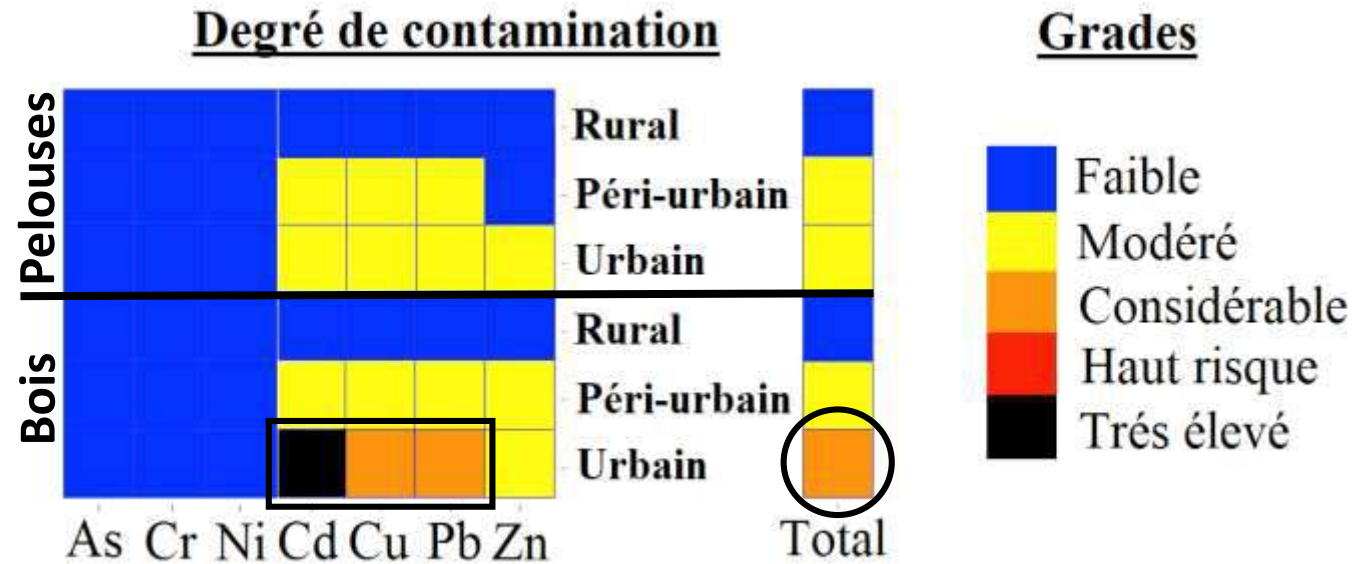 Degré de contamination
Grades
Pelouses
Rural
Péri-urbain
Urbain
Bois
Rural
Péri-urbain
Urbain
As Cr Ni Cd Cu Pb Zn
Total
Faible
Modéré
Considérable
Haut risque
Trés élevé